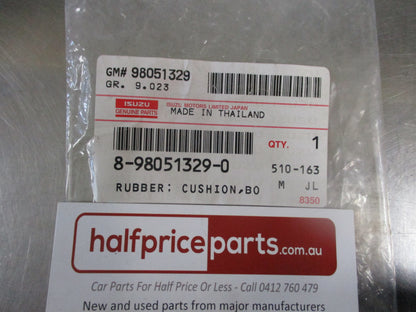 GM# 98051329
GR. 9.023
ISUZU
GENUINE PARTS
ISUZU MOTORS LIMITED JAPAN
MADE IN THAILAND
QTY. 1
8-98051329-0
510-163
RUBBER; CUSHION,BO
M JL
8350
halfpriceparts.com.au
Car Parts For Half Price Or Less - Call 0412 760 479
New and used parts from major manufacturers